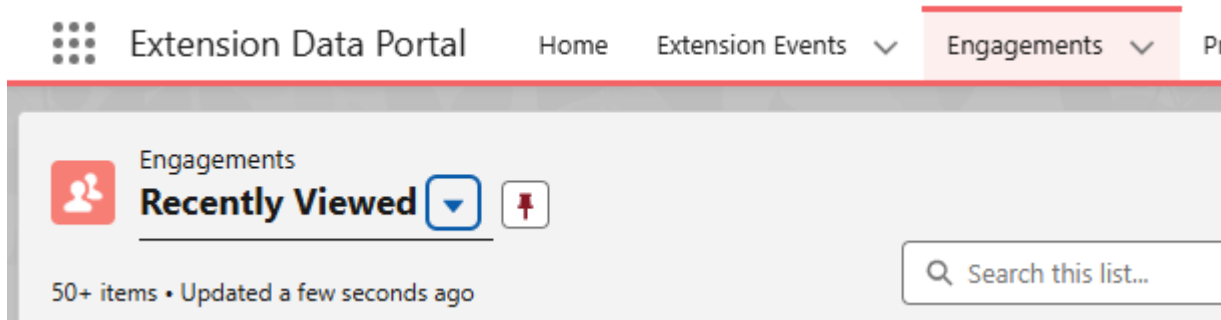 Extension Data Portal Home Extension Events Engagements
Engagements
Recently Viewed
Search this list...
50+ items • Updated a few seconds ago